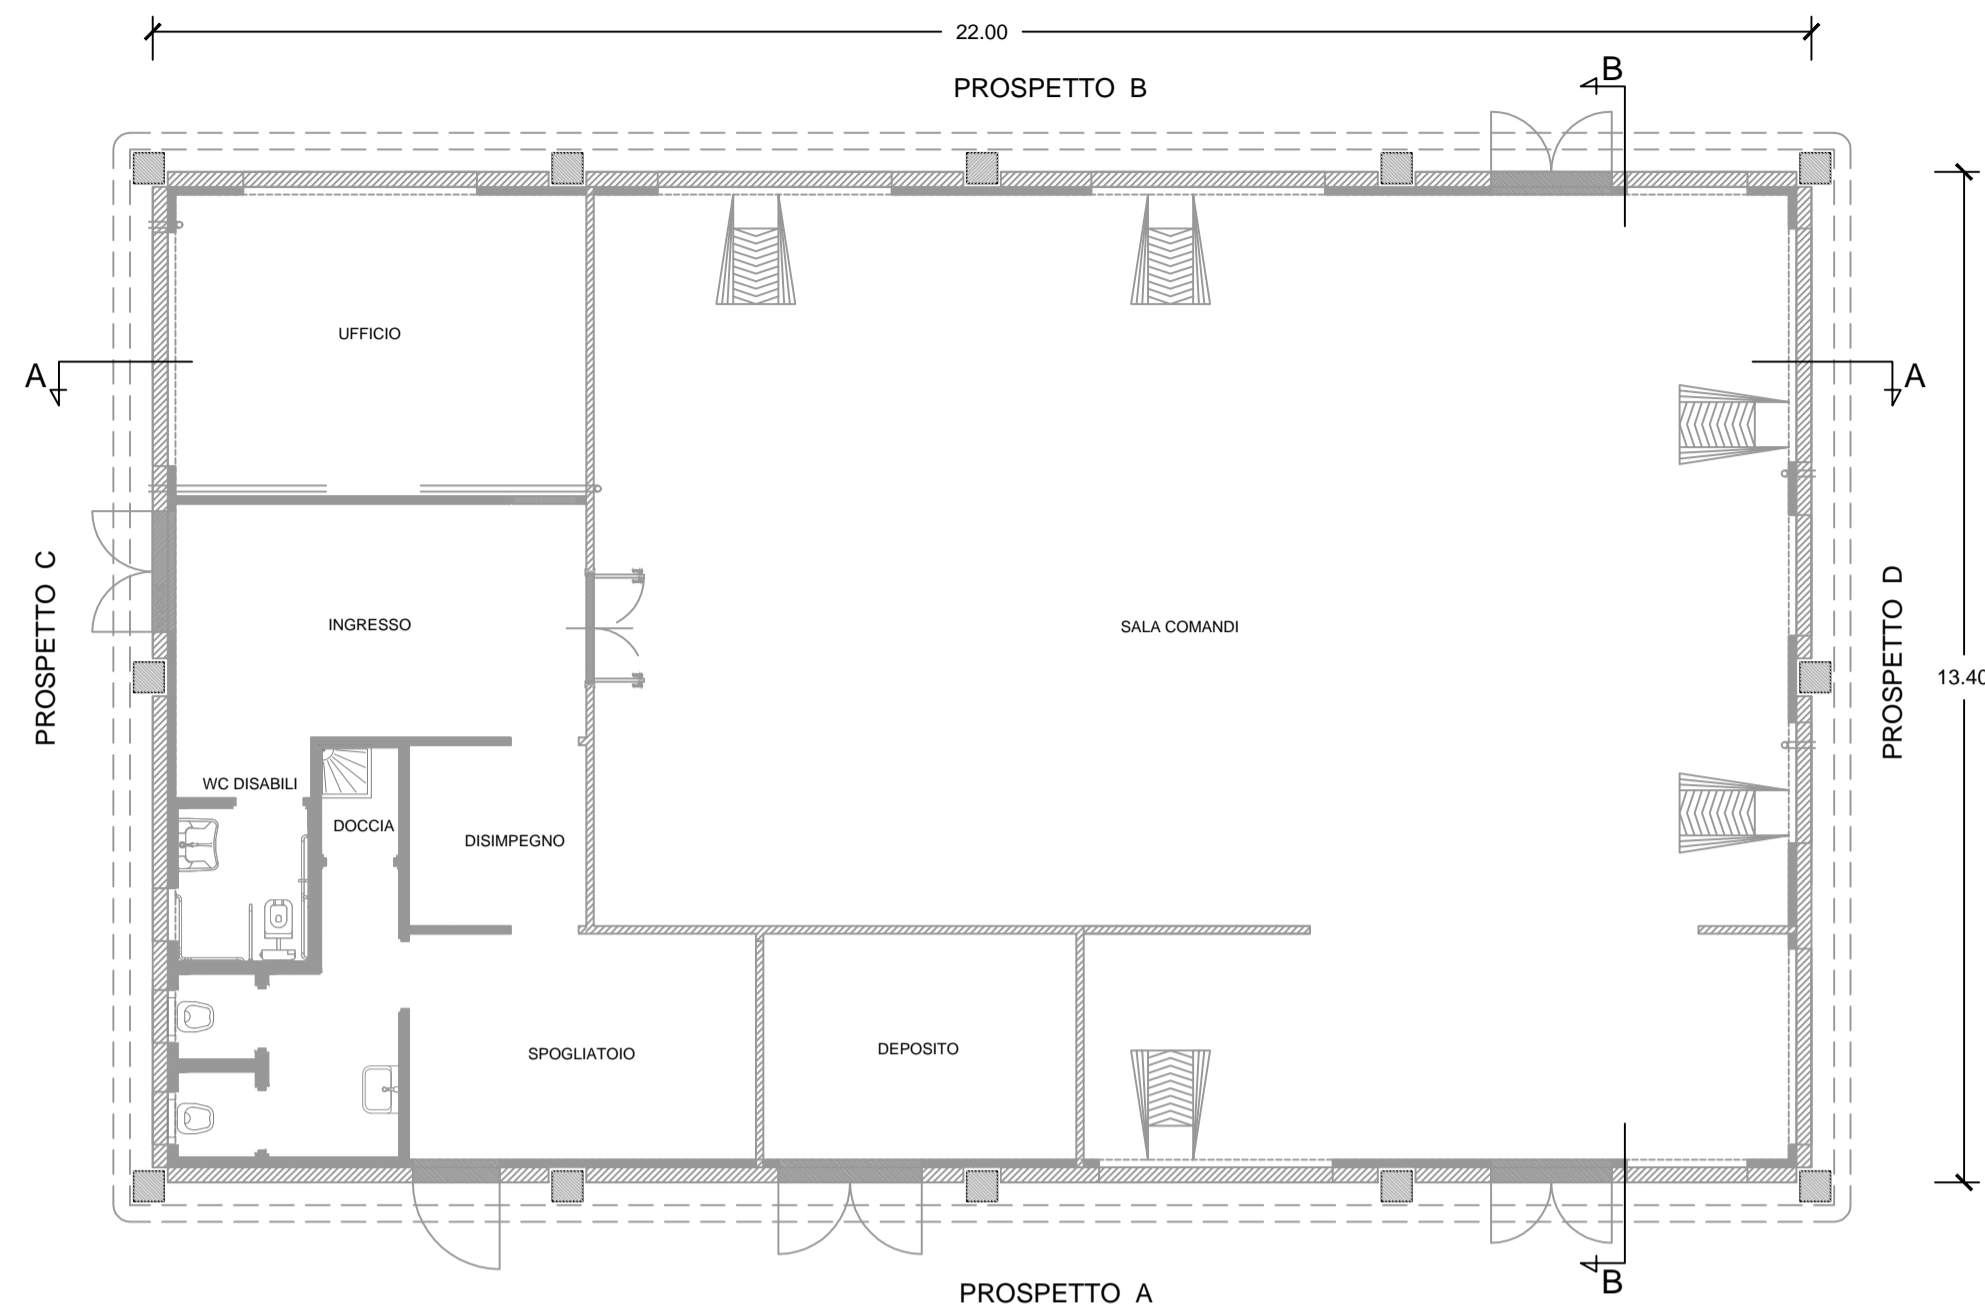 22.00
PROSPETTO B
B
UFFICIO
A
A
PROSPETTO C
INGRESSO
SALA COMANDI
PROSPETTO D
13.40
WC DISABILI
DOCCIA
DISIMPEGNO
SPOGLIATOIO
DEPOSITO
B
PROSPETTO A